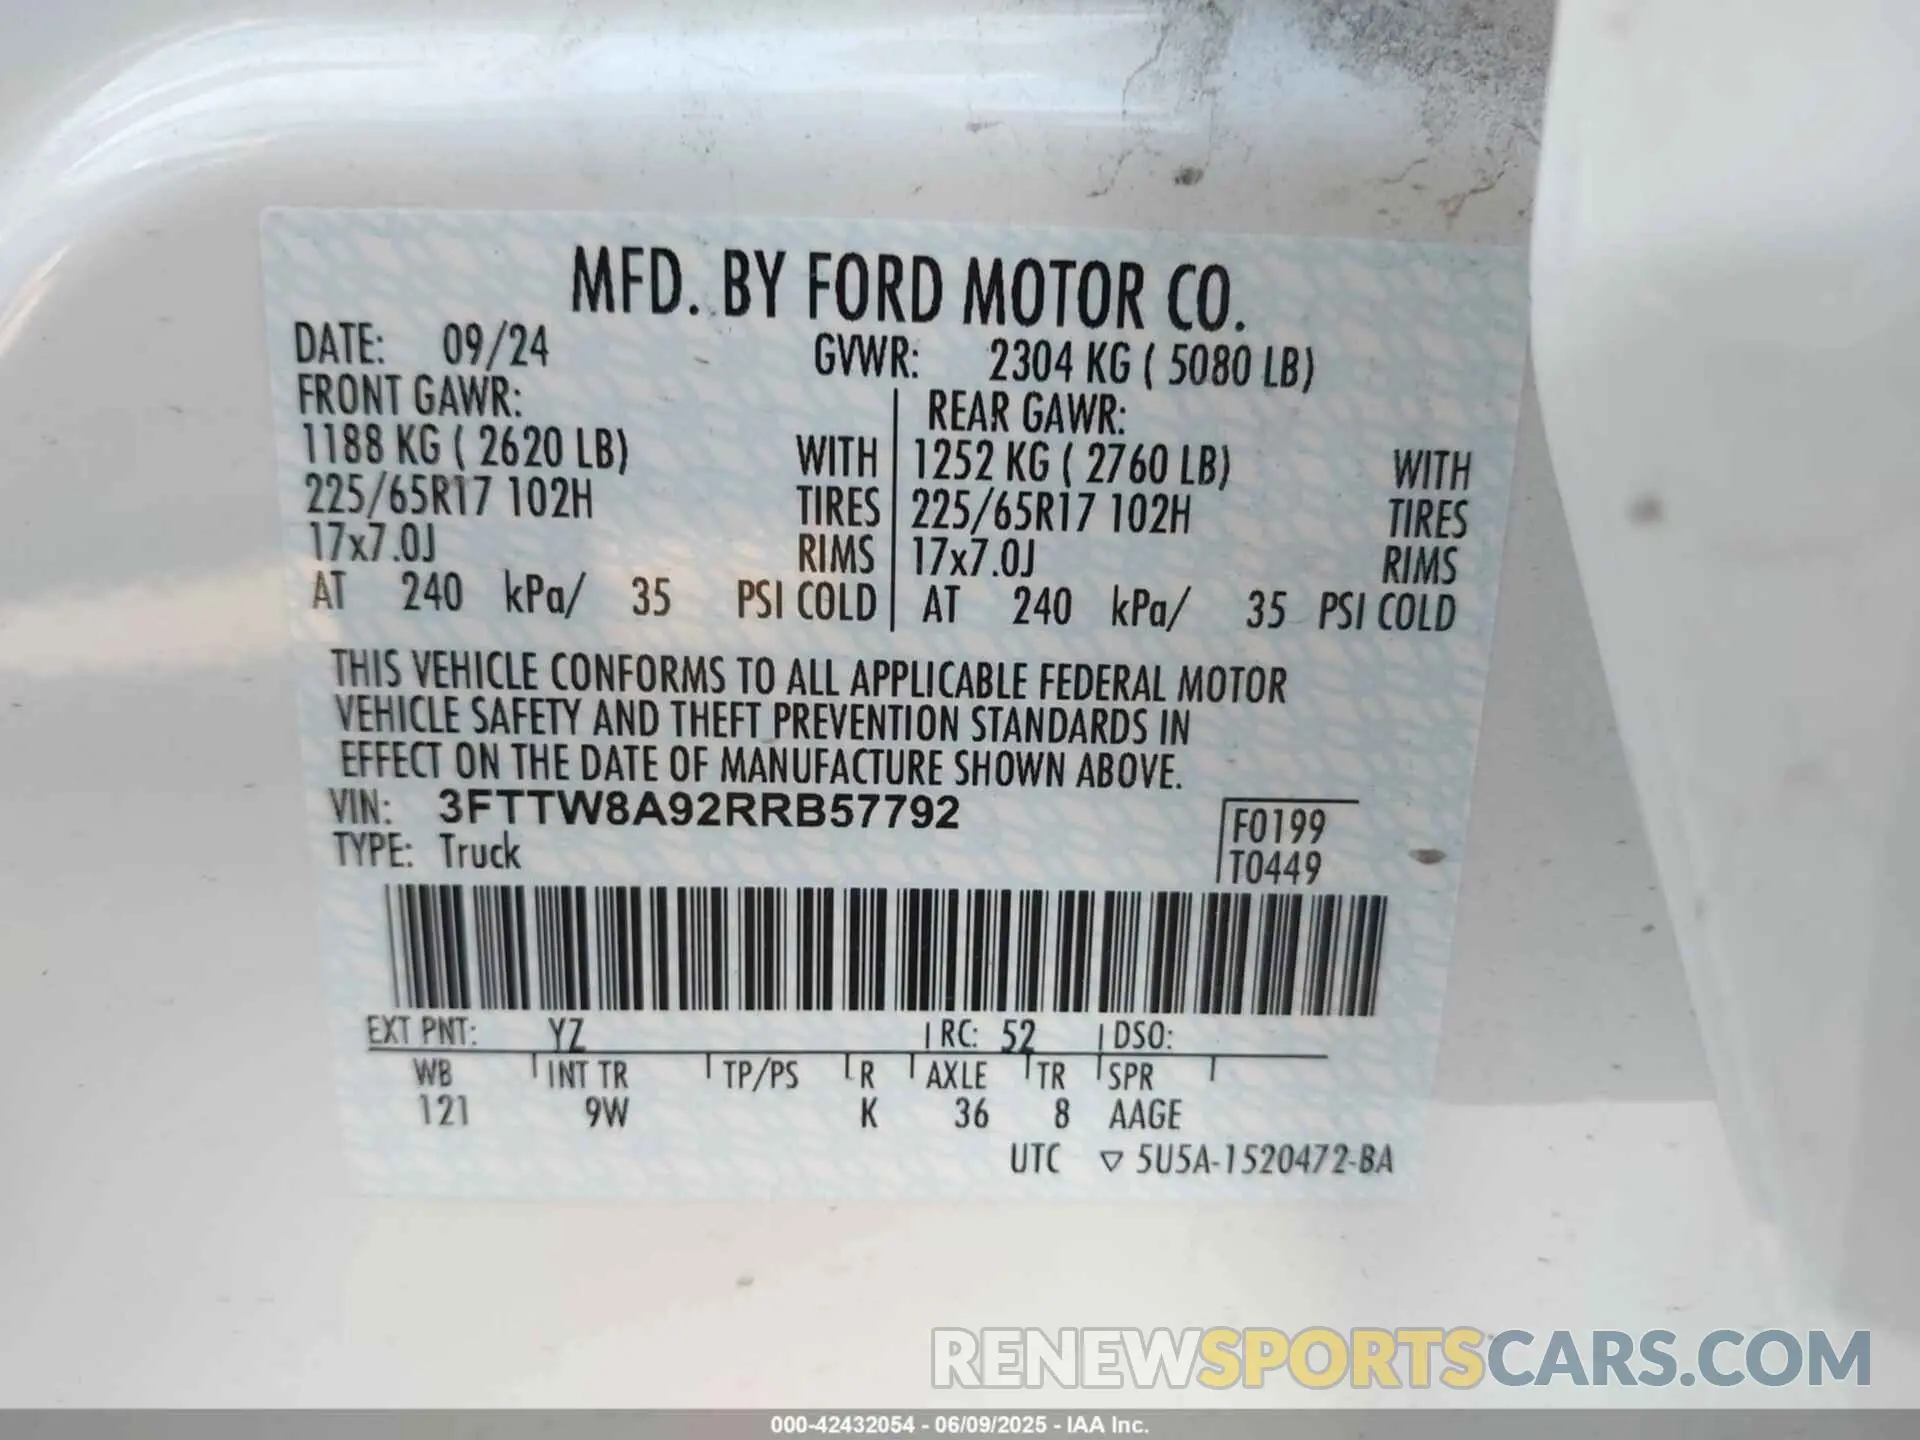 MFD. BY FORD MOTOR CO.
DATE: 09/24 GVWR: 2304 KG ( 5080 LB)
FRONT GAWR: REAR GAWR:
1188 KG ( 2620 LB) WITH 1252 KG ( 2760 LB) WITH
225/65R17 102H TIRES 225/65R17 102H TIRES
17x7.0J RIMS 17x7.0J RIMS
AT 240 kPa/ 35 PSI COLD AT 240 kPa/ 35 PSI COLD
THIS VEHICLE CONFORMS TO ALL APPLICABLE FEDERAL MOTOR
VEHICLE SAFETY AND THEFT PREVENTION STANDARDS IN
EFFECT ON THE DATE OF MANUFACTURE SHOWN ABOVE.
VIN: 3FTTW8A92RRB57792 F0199
TYPE: Truck T0449
EXT PNT: YZ RC: 52 DSO:
WB INT TR TP/PS R AXLE TR SPR
121 9W K 36 8 AAGE
UTC ▽ 5U5A-1520472-BA
RENEWSPORTSCARS.COM
000-42432054 - 06/09/2025 - IAA Inc.